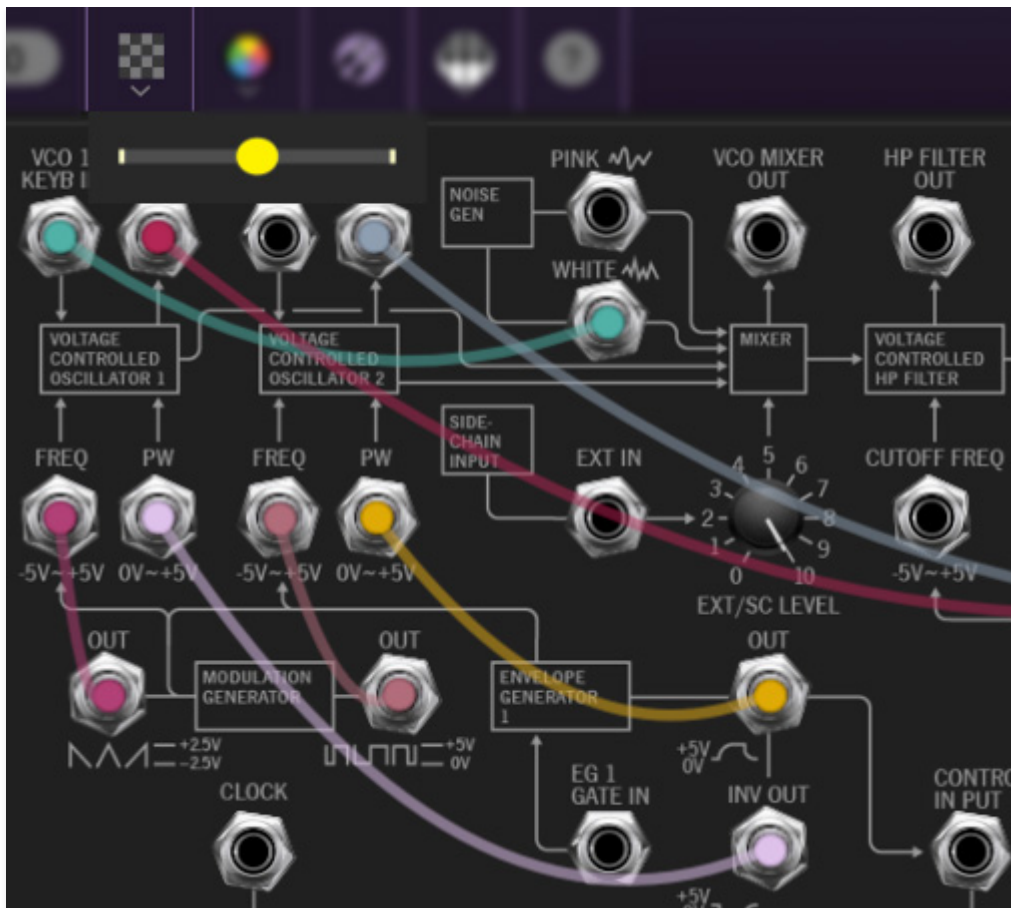 ?
VCO 1
KEYB I
PINK
VCO MIXER
OUT
HP FILTER
OUT
NOISE
GEN
WHITE
VOLTAGE
CONTROLLED
OSCILLATOR 1
VOLTAGE
CONTROLLED
OSCILLATOR 2
MIXER
VOLTAGE
CONTROLLED
HP FILTER
SIDE-
CHAIN
INPUT
FREQ
PW
FREQ
PW
EXT IN
CUTOFF FREQ
0 1 2 3 4 5 6 7 8 9 10
-5V~+5V
0V~+5V
-5V~+5V
0V~+5V
-5V~+5V
EXT/SC LEVEL
OUT
OUT
OUT
MODULATION
GENERATOR
ENVELOPE
GENERATOR
1
+2.5V
-2.5V
+5V
0V
+5V
0V
CLOCK
EG 1
GATE IN
INV OUT
CONTRO
IN PUT
+5V